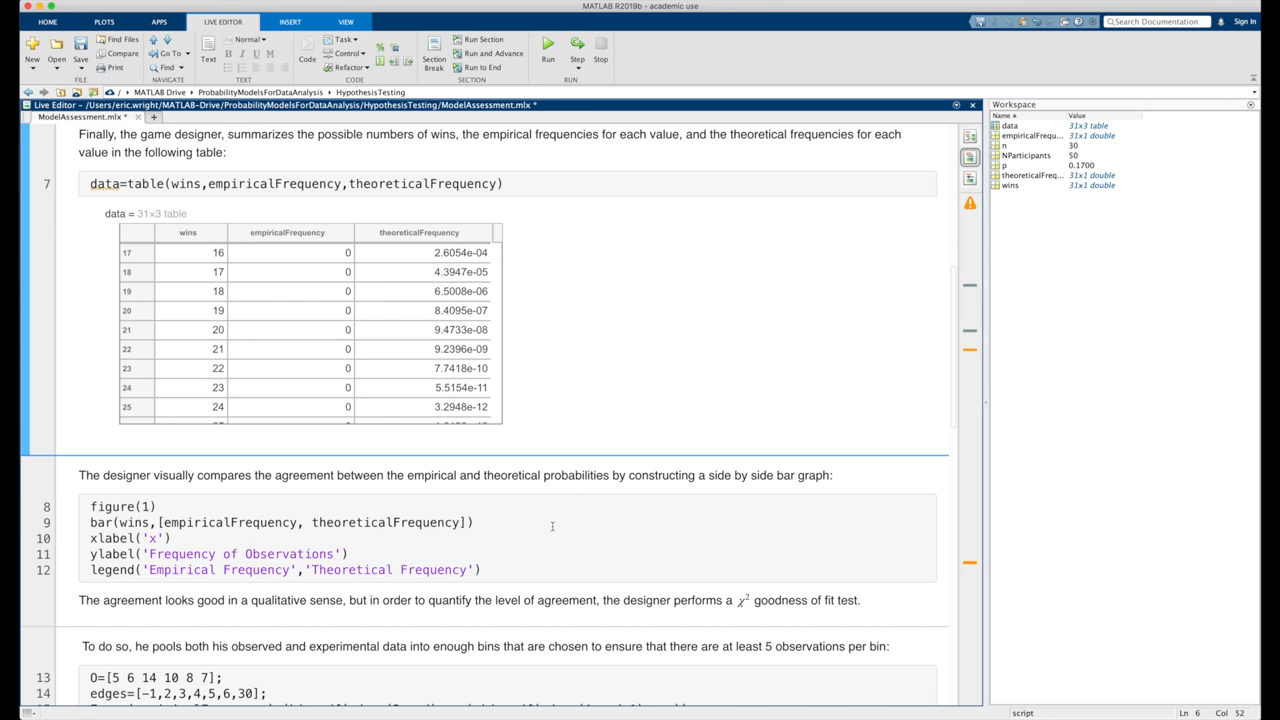 MATLAB R2019b - academic use
HOME PLOTS APPS LIVE EDITOR INSERT VIEW
Search Documentation Sign In
New Open Save
Find Files
Compare
Print
Go To
Find
Text
Normal
B I U M
Code
Task
Control
Refactor
Section Break
Run Section
Run and Advance
Run to End
Run Step Stop
FILE NAVIGATE TEXT CODE SECTION RUN
/ MATLAB Drive ProbabilityModelsForDataAnalysis HypothesisTesting
Live Editor - /Users/eric.wright/MATLAB-Drive/ProbabilityModelsForDataAnalysis/HypothesisTesting/ModelAssessment.mlx *
ModelAssessment.mlx *
Finally, the game designer, summarizes the possible number of wins, the empirical frequencies for each value, and the theoretical frequencies for each
value in the following table:
7 data=table(wins,empiricalFrequency,theoreticalFrequency)
data = 31×3 table
wins empiricalFrequency theoreticalFrequency
17 16 0 2.6054e-04
18 17 0 4.3947e-05
19 18 0 6.5008e-06
20 19 0 8.4095e-07
21 20 0 9.4733e-08
22 21 0 9.2396e-09
23 22 0 7.7418e-10
24 23 0 5.5154e-11
25 24 0 3.2948e-12
The designer visually compares the agreement between the empirical and theoretical probabilities by constructing a side by side bar graph:
8 figure(1)
9 bar(wins,[empiricalFrequency, theoreticalFrequency])
10 xlabel('x')
11 ylabel('Frequency of Observations')
12 legend('Empirical Frequency','Theoretical Frequency')
The agreement looks good in a qualitative sense, but in order to quantify the level of agreement, the designer performs a χ² goodness of fit test.
To do so, he pools both his observed and experimental data into enough bins that are chosen to ensure that there are at least 5 observations per bin:
13 O=[5 6 14 10 8 7];
14 edges=[-1,2,3,4,5,6,30];
Workspace
Name Value
data 31x3 table
empiricalFrequ... 31x1 double
n 30
NParticipants 50
p 0.1700
theoreticalFreq... 31x1 double
wins 31x1 double
script Ln 6 Col 52